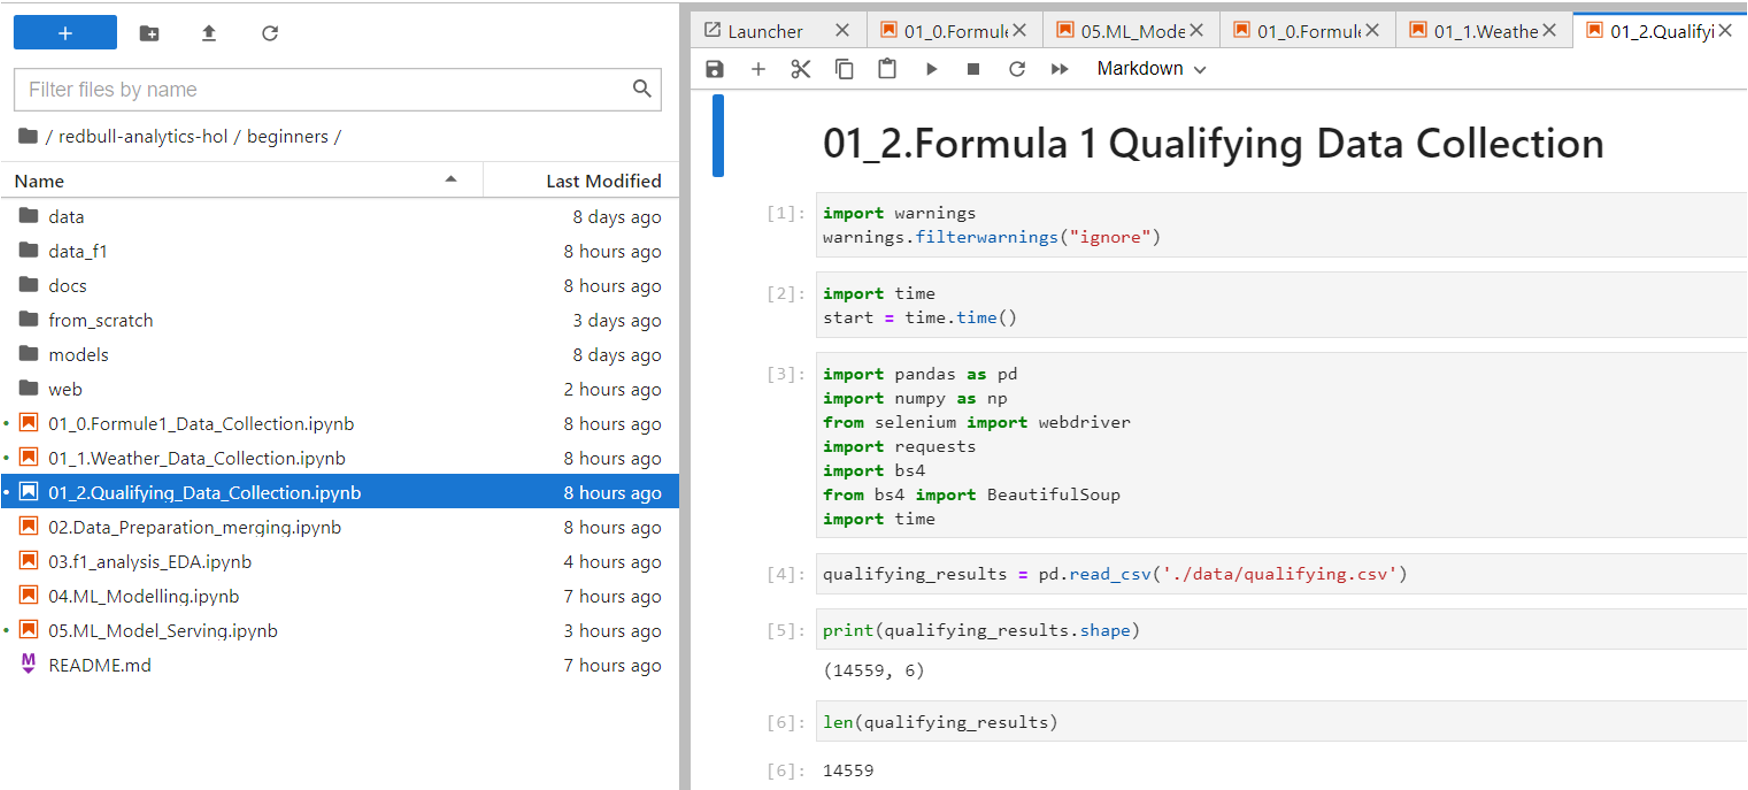 Filter files by name
/ redbull-analytics-hol / beginners /
Name Last Modified
data 8 days ago
data_f1 8 hours ago
docs 8 hours ago
from_scratch 3 days ago
models 8 days ago
web 2 hours ago
01_0.Formule1_Data_Collection.ipynb 8 hours ago
01_1.Weather_Data_Collection.ipynb 8 hours ago
01_2.Qualifying_Data_Collection.ipynb 8 hours ago
02.Data_Preparation_merging.ipynb 8 hours ago
03.f1_analysis_EDA.ipynb 4 hours ago
04.ML_Modelling.ipynb 7 hours ago
05.ML_Model_Serving.ipynb 3 hours ago
README.md 7 hours ago
Launcher 01_0.Formul 05.ML_Mode 01_0.Formul 01_1.Weathe 01_2.Qualifyi
Markdown
01_2.Formula 1 Qualifying Data Collection
[1]: import warnings
warnings.filterwarnings("ignore")
[2]: import time
start = time.time()
[3]: import pandas as pd
import numpy as np
from selenium import webdriver
import requests
import bs4
from bs4 import BeautifulSoup
import time
[4]: qualifying_results = pd.read_csv('./data/qualifying.csv')
[5]: print(qualifying_results.shape)
(14559, 6)
[6]: len(qualifying_results)
[6]: 14559